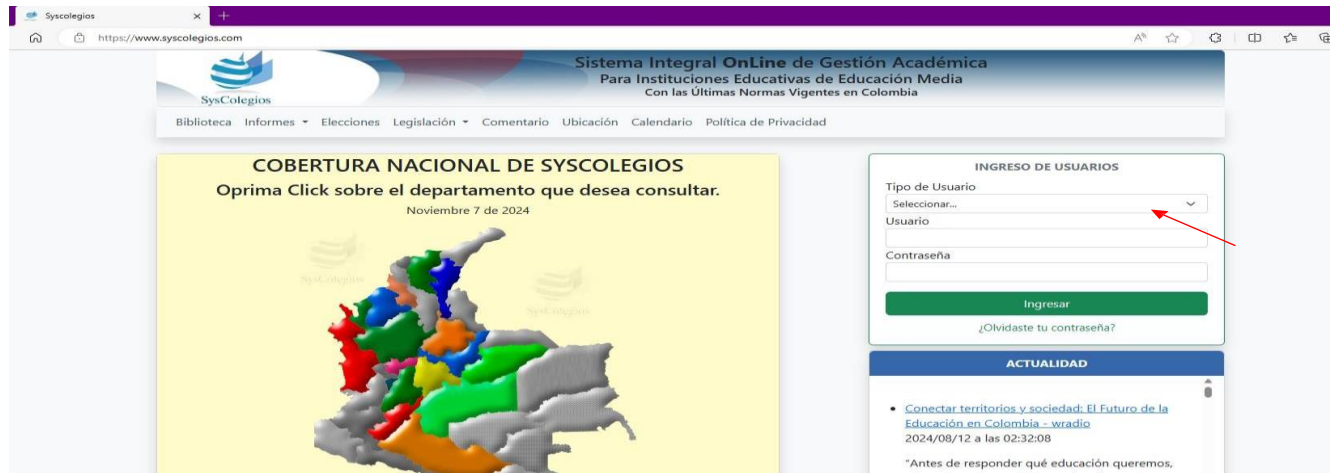 Syscolegios
https://www.syscolegios.com
SysColegios
Sistema Integral OnLine de Gestión Académica
Para Instituciones Educativas de Educación Media
Con las Últimas Normas Vigentes en Colombia
Biblioteca Informes Elecciones Legislación Comentario Ubicación Calendario Política de Privacidad
COBERTURA NACIONAL DE SYSCOLEGIOS
Oprima Click sobre el departamento que desea consultar.
Noviembre 7 de 2024
SysColegios
SysColegios
INGRESO DE USUARIOS
Tipo de Usuario
Seleccionar...
Usuario
Contraseña
Ingresar
¿Olvidaste tu contraseña?
ACTUALIDAD
Conectar territorios y sociedad: El Futuro de la
Educación en Colombia - wradio
2024/08/12 a las 02:32:08
"Antes de responder qué educación queremos,